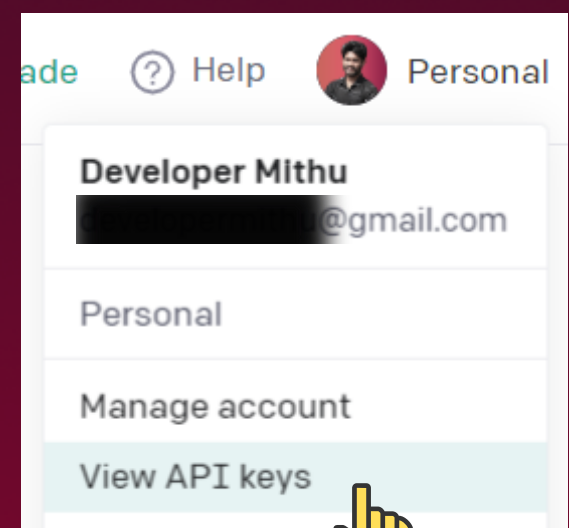 ade
Help
Personal
Developer Mithu
@gmail.com
Personal
Manage account
View API keys